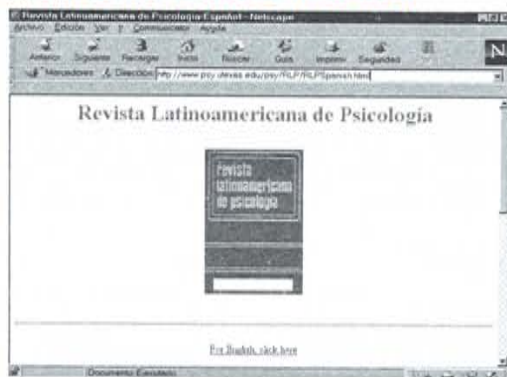 Revista Latinoamericana de Psicología-Español - Netscape
Archivo Edición Ver Ir Communicator Ayuda
Anterior Siguiente Recargar Inicio Buscar Guía Imprimir Seguridad
N
Marcadores Dirección: http://www.psy.utexas.edu/psy/RLP/RLPSpanish.html
Revista Latinoamericana de Psicología
revista
latinoamericana
de psicología
For English, click here
Documento Ejecutado